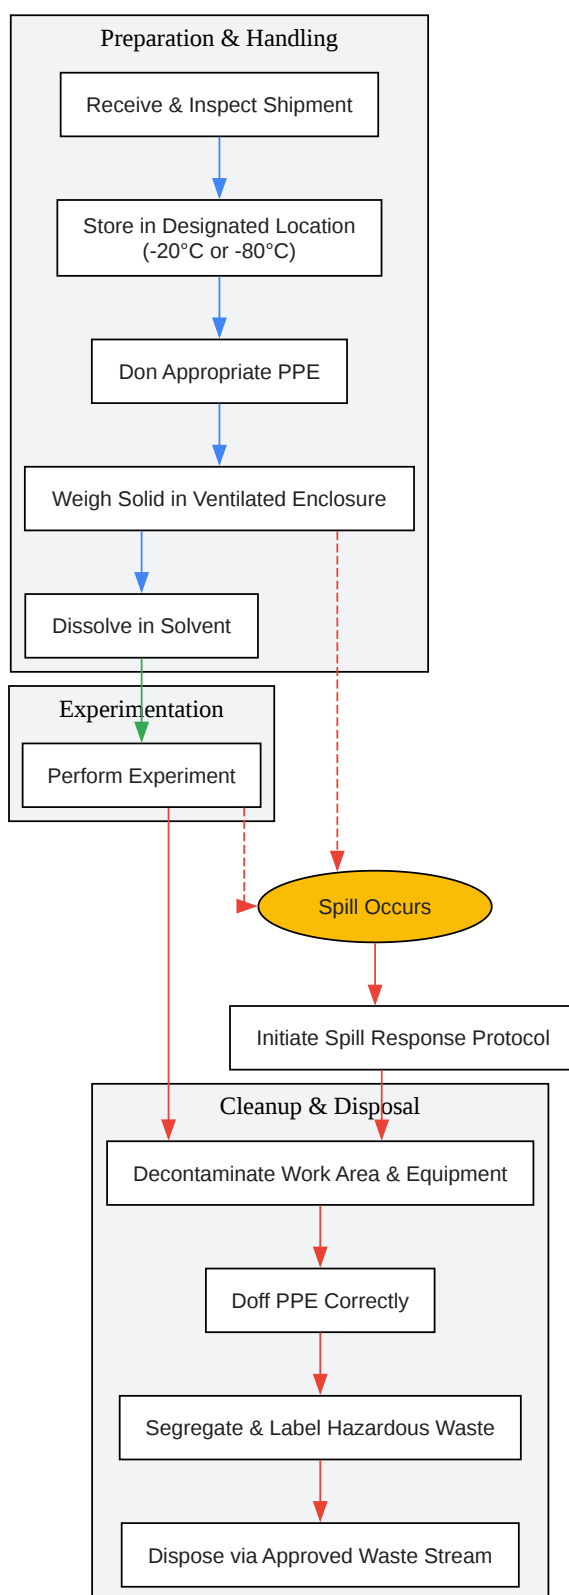 Preparation & Handling
Receive & Inspect Shipment
Store in Designated Location
(-20°C or -80°C)
Don Appropriate PPE
Weigh Solid in Ventilated Enclosure
Dissolve in Solvent
Experimentation
Perform Experiment
Spill Occurs
Initiate Spill Response Protocol
Cleanup & Disposal
Decontaminate Work Area & Equipment
Doff PPE Correctly
Segregate & Label Hazardous Waste
Dispose via Approved Waste Stream